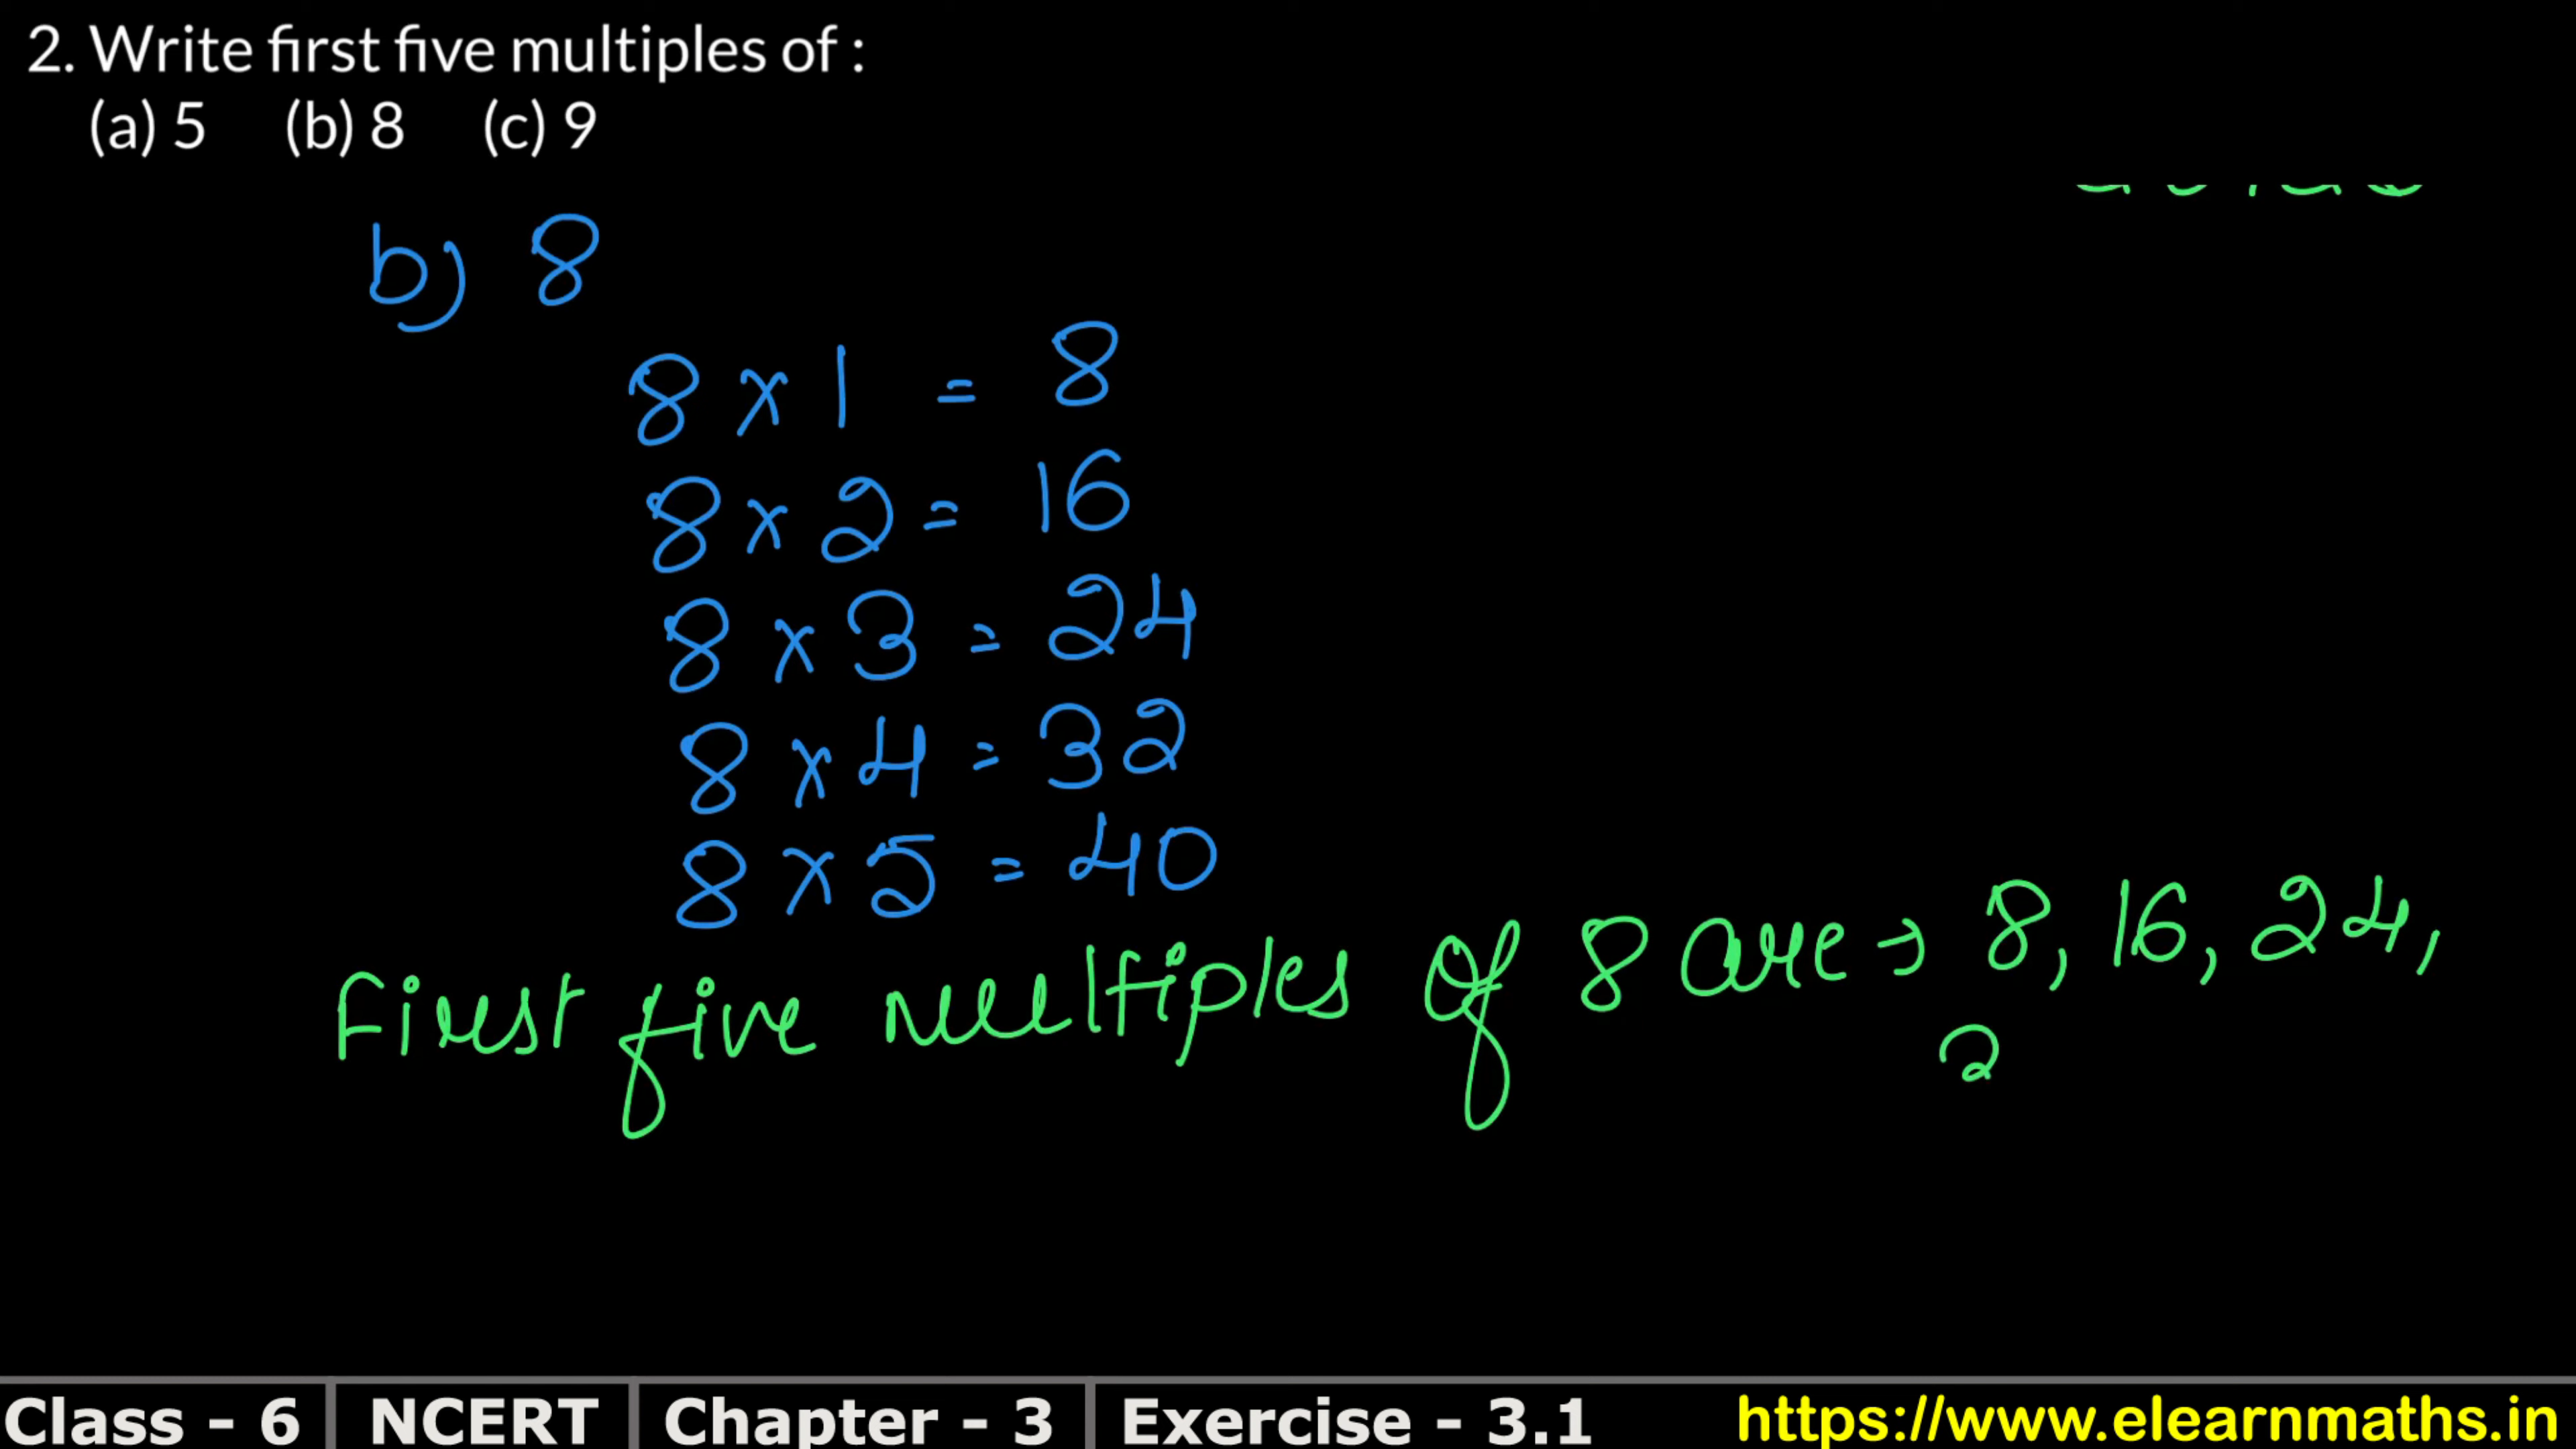 2. Write first five multiples of :
(a) 5 (b) 8 (c) 9
b) 8
8 x 1 = 8
8 x 2 = 16
8 x 3 = 24
8 x 4 = 32
8 x 5 = 40
First five multiples of 8 are → 8, 16, 24,
Class - 6 NCERT Chapter - 3 Exercise - 3.1 https://www.elearnmaths.in